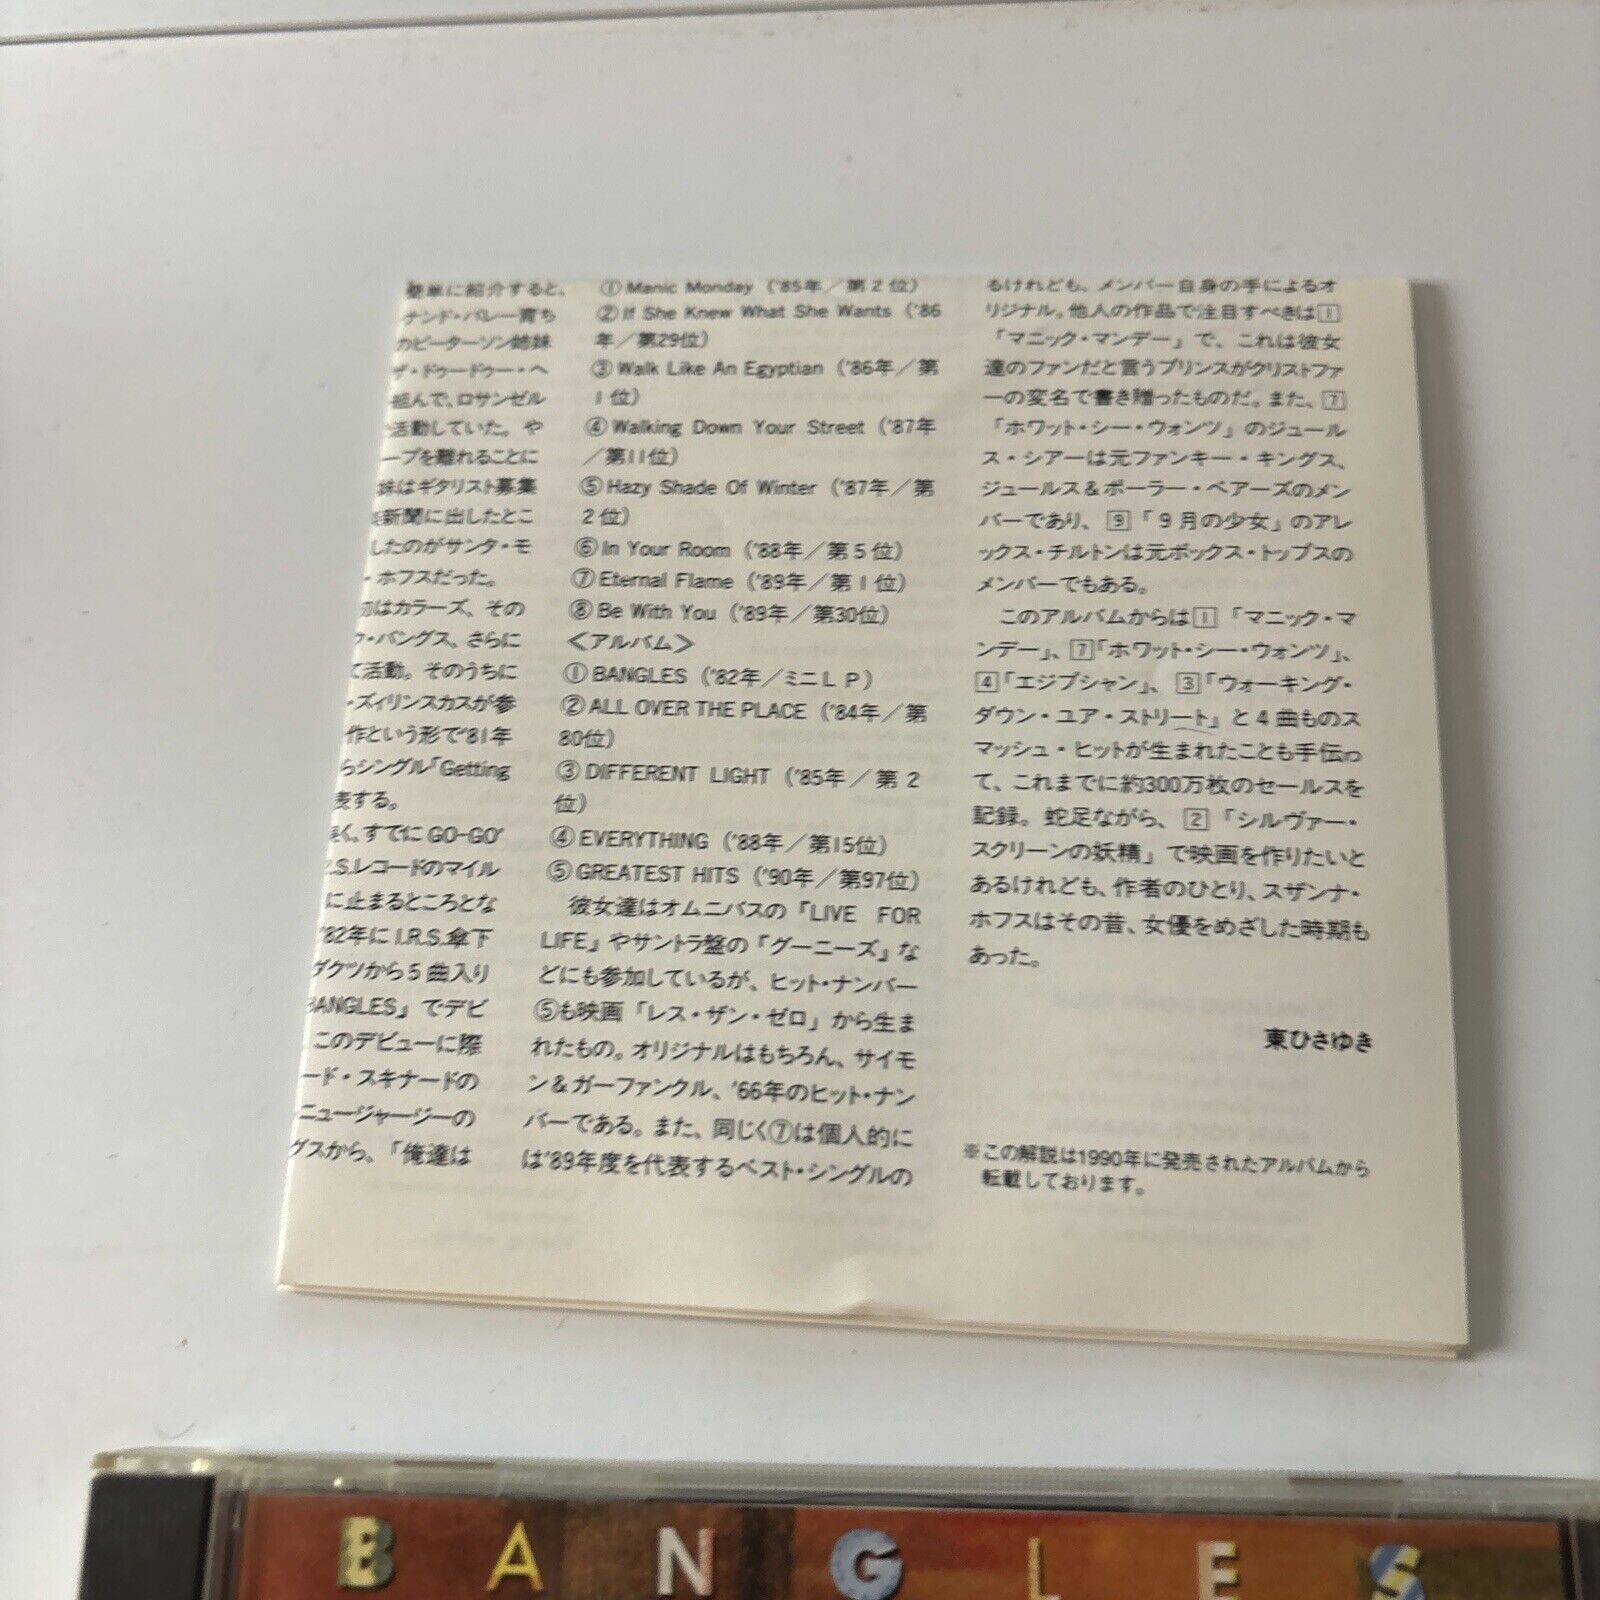 簡単に紹介すると、
ナンド・バレー育ち
のピーターソン姉妹
ザ・ドゥードゥー・ヘ
組んで、ロサンゼル
活動していた。や
ープを離れることに
妹はギタリスト募集
新聞に出したとこ
したのがサンタ・モ
・ホフスだった。
はカラーズ、その
ク・バングス、さらに
て活動。そのうちに
・ズィリンスカスが参
作という形で'81年
らシングル「Getting
表する。
く、すでに GO-GO'
R.S.レコードのマイル
に止まるところとな
'82年に I.R.S.傘下
ダクツから5曲入り
BANGLES」でデビ
このデビューに際
ード・スキナードの
ニュージャージーの
グスから、「俺達は
①Manic Monday（'85年／第2位）
②If She Knew What She Wants（'86
年／第29位）
③Walk Like An Egyptian（'86年／第
1位）
④Walking Down Your Street（'87年
／第11位）
⑤Hazy Shade Of Winter（'87年／第
2位）
⑥In Your Room（'88年／第5位）
⑦Eternal Flame（'89年／第1位）
⑧Be With You（'89年／第30位）
＜アルバム＞
①BANGLES（'82年／ミニLP）
②ALL OVER THE PLACE（'84年／第
80位）
③DIFFERENT LIGHT（'85年／第2
位）
④EVERYTHING（'88年／第15位）
⑤GREATEST HITS（'90年／第97位）
彼女達はオムニバスの「LIVE FOR
LIFE」やサントラ盤の「グーニーズ」な
どにも参加しているが、ヒット・ナンバー
⑤も映画「レス・ザン・ゼロ」から生ま
れたもの。オリジナルはもちろん、サイモ
ン&ガーファンクル、'66年のヒット・ナン
バーである。また、同じく⑦は個人的に
は'89年度を代表するベスト・シングルの
るけれども、メンバー自身の手によるオ
リジナル。他人の作品で注目すべきは1
「マニック・マンデー」で、これは彼女
達のファンだと言うプリンスがクリストファ
ーの変名で書き贈ったものだ。また、7
「ホワット・シー・ウォンツ」のジュール
ス・シアーは元ファンキー・キングス、
ジュールス&ポーラー・ベアーズのメン
バーであり、9「9月の少女」のアレ
ックス・チルトンは元ボックス・トップスの
メンバーでもある。
このアルバムからは1「マニック・マ
ンデー」、7「ホワット・シー・ウォンツ」、
4「エジプシャン」、3「ウォーキング・
ダウン・ユア・ストリート」と4曲ものス
マッシュ・ヒットが生まれたことも手伝っ
て、これまでに約300万枚のセールスを
記録。蛇足ながら、2「シルヴァー・
スクリーンの妖精」で映画を作りたいと
あるけれども、作者のひとり、スザンナ・
ホフスはその昔、女優をめざした時期も
あった。
東ひさゆき
※この解説は1990年に発売されたアルバムから
転載しております。
BANGLES